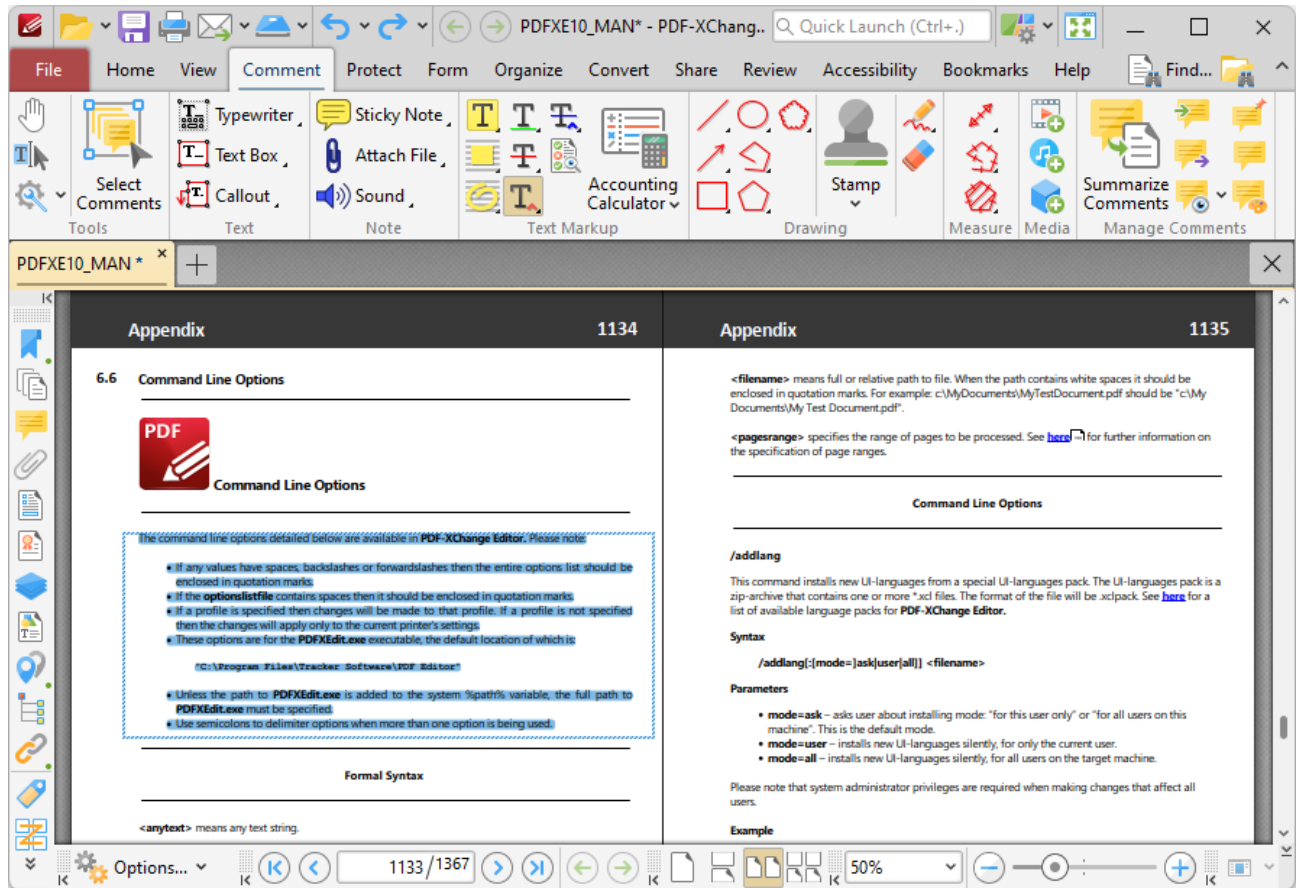 PDFXE10_MAN* - PDF-XChang..
Quick Launch (Ctrl+.)
File Home View Comment Protect Form Organize Convert Share Review Accessibility Bookmarks Help Find...
Select
Comments
Tools
Typewriter
Text Box
Callout
Text
Sticky Note
Attach File
Sound
Note
Accounting
Calculator
Text Markup
Stamp
Drawing
Measure
Media
Summarize
Comments
Manage Comments
PDFXE10_MAN *
Appendix 1134
6.6 Command Line Options
PDF
Command Line Options
The command line options detailed below are available in PDF-XChange Editor. Please note:
• If any values have spaces, backslashes or forwardslashes then the entire options list should be
enclosed in quotation marks.
• If the optionslistfile contains spaces then it should be enclosed in quotation marks.
• If a profile is specified then changes will be made to that profile. If a profile is not specified
then the changes will apply only to the current printer's settings.
• These options are for the PDFXEdit.exe executable, the default location of which is:
"C:\Program Files\Tracker Software\PDF Editor"
• Unless the path to PDFXEdit.exe is added to the system %path% variable, the full path to
PDFXEdit.exe must be specified.
• Use semicolons to delimiter options when more than one option is being used.
Formal Syntax
<anytext> means any text string.
Appendix 1135
<filename> means full or relative path to file. When the path contains white spaces it should be
enclosed in quotation marks. For example: c:\MyDocuments\MyTestDocument.pdf should be "c:\My
Documents\My Test Document.pdf".
<pagesrange> specifies the range of pages to be processed. See here for further information on
the specification of page ranges.
Command Line Options
/addlang
This command installs new UI-languages from a special UI-languages pack. The UI-languages pack is a
zip-archive that contains one or more *.xcl files. The format of the file will be .xclpack. See here for a
list of available language packs for PDF-XChange Editor.
Syntax
/addlang[:[mode=]ask|user|all]] <filename>
Parameters
• mode=ask – asks user about installing mode: "for this user only" or "for all users on this
machine". This is the default mode.
• mode=user – installs new UI-languages silently, for only the current user.
• mode=all – installs new UI-languages silently, for all users on the target machine.
Please note that system administrator privileges are required when making changes that affect all
users.
Example
Options... 1133/1367 50%